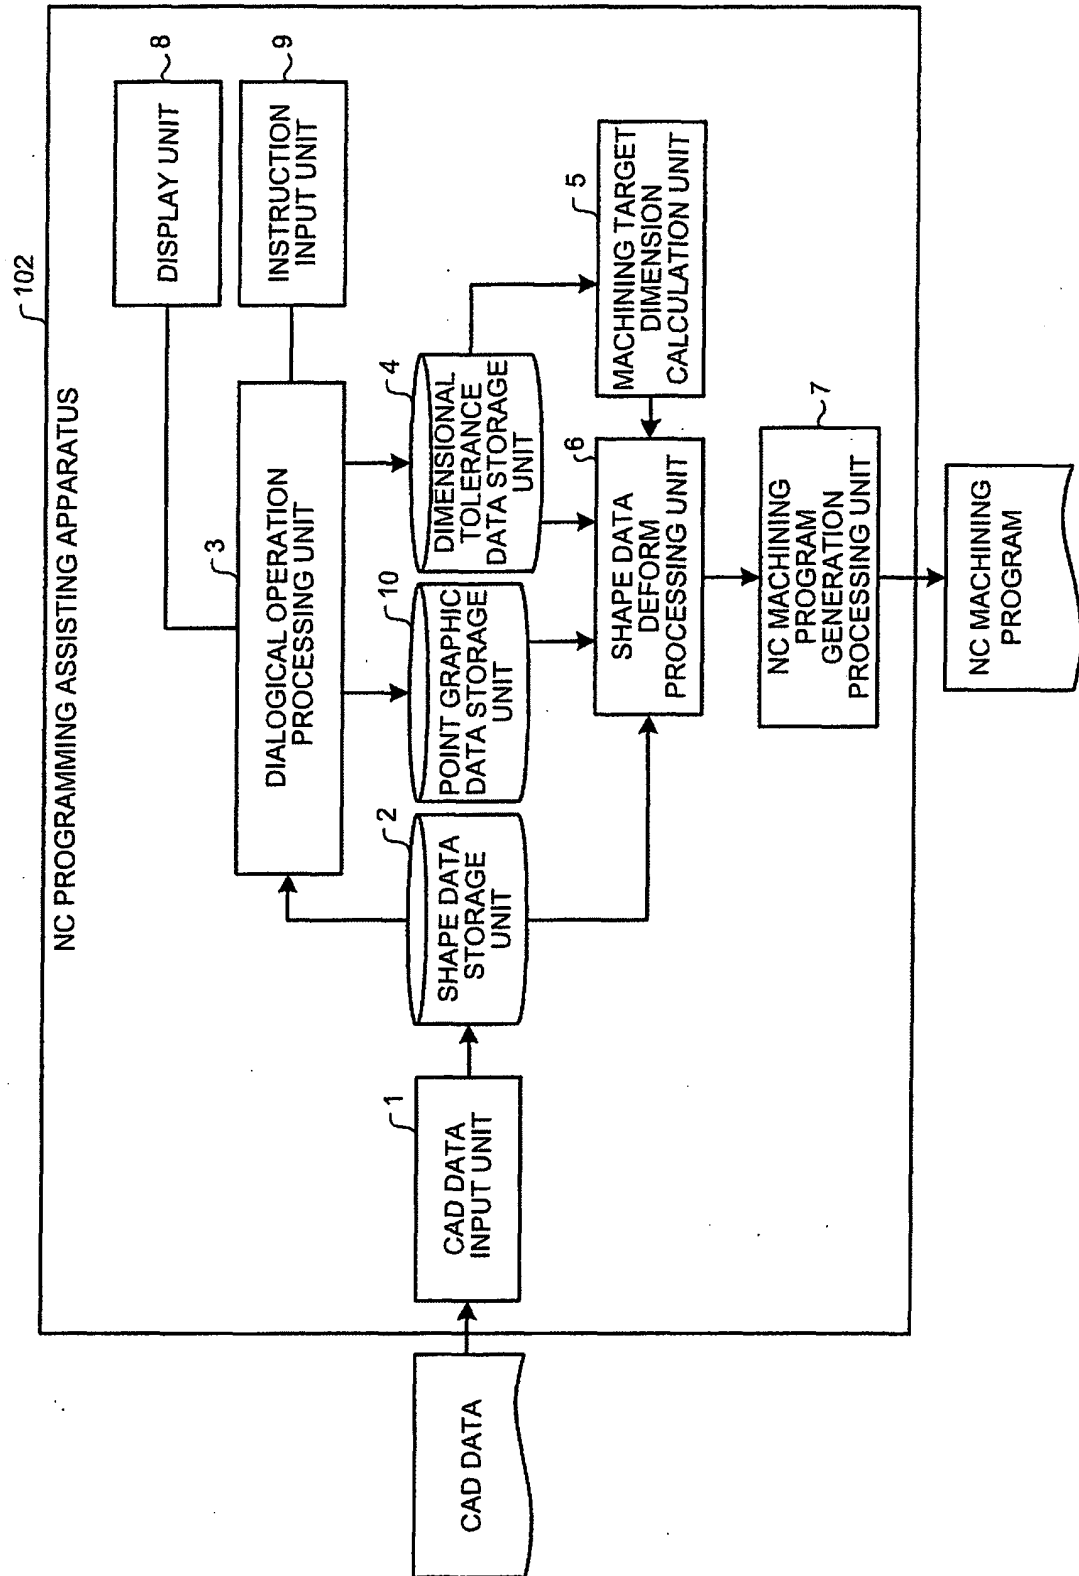 102
NC PROGRAMMING ASSISTING APPARATUS
8
DISPLAY UNIT
3
DIALOGICAL OPERATION
PROCESSING UNIT
9
INSTRUCTION
INPUT UNIT
CAD DATA
1
CAD DATA
INPUT UNIT
2
SHAPE DATA
STORAGE
UNIT
10
POINT GRAPHIC
DATA STORAGE
UNIT
4
DIMENSIONAL
TOLERANCE
DATA STORAGE
UNIT
6
SHAPE DATA
DEFORM
PROCESSING UNIT
5
MACHINING TARGET
DIMENSION
CALCULATION UNIT
7
NC MACHINING
PROGRAM
GENERATION
PROCESSING UNIT
NC MACHINING
PROGRAM